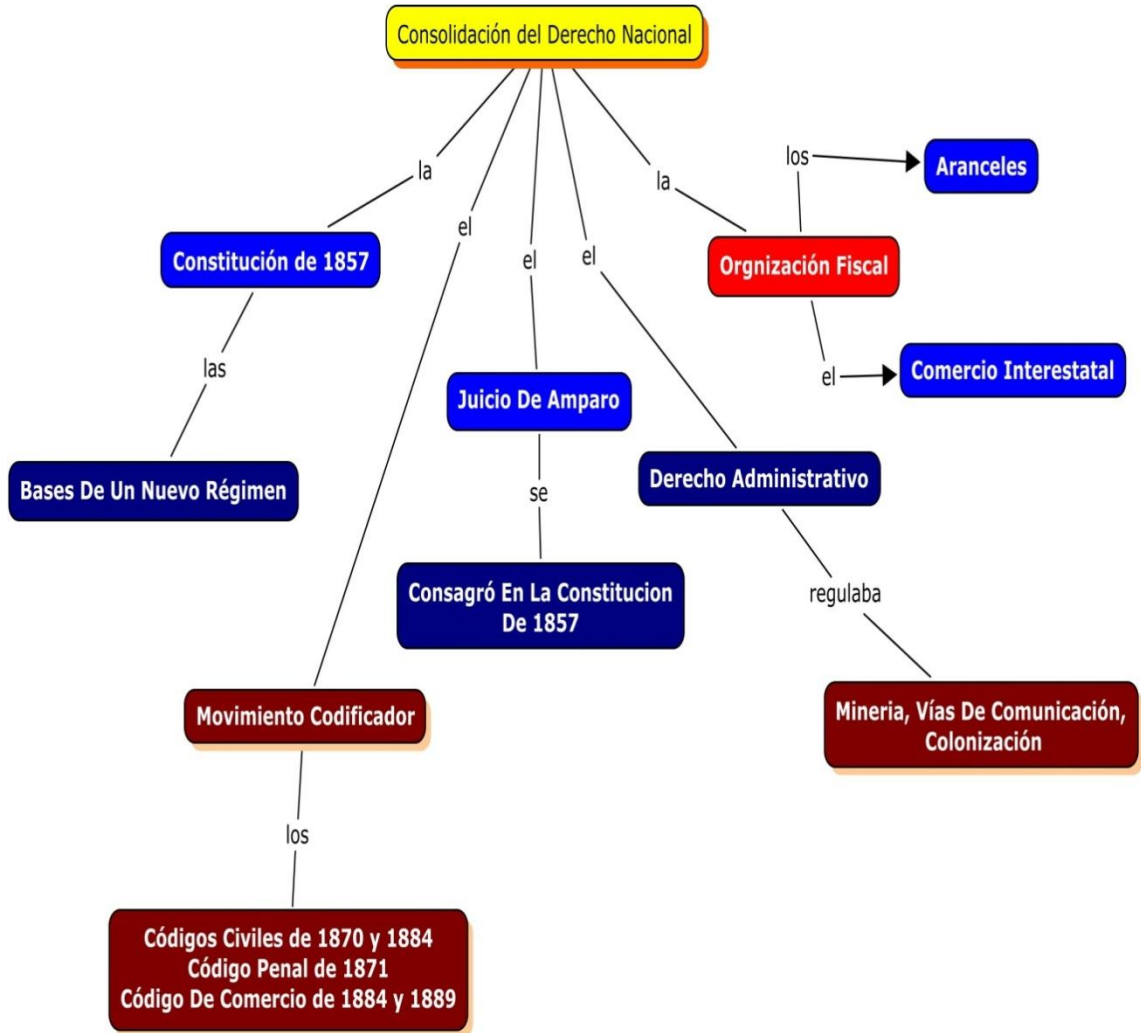 Consolidación del Derecho Nacional
la
el
el
el
la
los
Aranceles
Constitución de 1857
Orgnización Fiscal
las
el
Comercio Interestatal
Juicio De Amparo
Bases De Un Nuevo Régimen
Derecho Administrativo
se
Consagró En La Constitucion
De 1857
regulaba
Movimiento Codificador
Mineria, Vías De Comunicación,
Colonización
los
Códigos Civiles de 1870 y 1884
Código Penal de 1871
Código De Comercio de 1884 y 1889